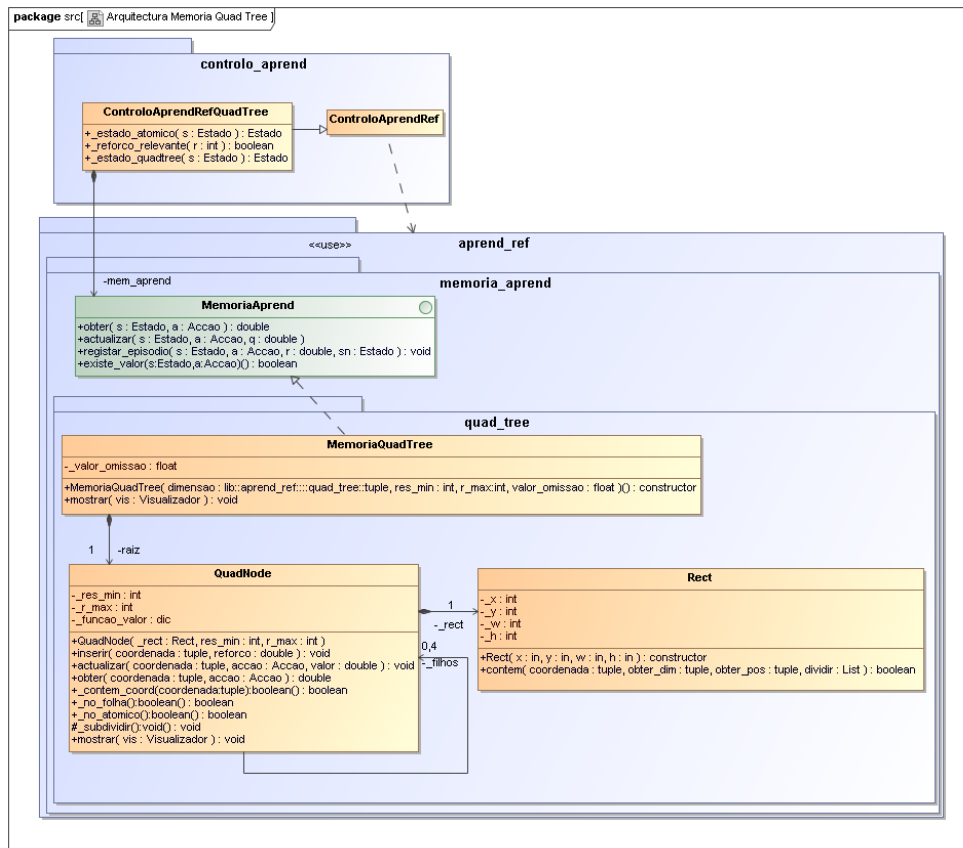 package src[ Arquitectura Memoria Quad Tree ]
controlo_aprend
ControloAprendRefQuadTree
+_estado_atomico( s : Estado ) : Estado
+_reforco_relevante( r : int ) : boolean
+_estado_quadtree( s : Estado ) : Estado
ControloAprendRef
<<use>>
aprend_ref
-mem_aprend
memoria_aprend
MemoriaAprend
+obter( s : Estado, a : Accao ) : double
+actualizar( s : Estado, a : Accao, q : double )
+registar_episodio( s : Estado, a : Accao, r : double, sn : Estado ) : void
+existe_valor(s:Estado,a:Accao)() : boolean
quad_tree
MemoriaQuadTree
-_valor_omissao : float
+MemoriaQuadTree( dimensao : lib::aprend_ref::::quad_tree::tuple, res_min : int, r_max:int, valor_omissao : float )() : constructor
+mostrar( vis : Visualizador ) : void
1
-raiz
QuadNode
-_res_min : int
-_r_max : int
-_funcao_valor : dic
+QuadNode( _rect : Rect, res_min : int, r_max : int )
+inserir( coordenada : tuple, reforco : double ) : void
+actualizar( coordenada : tuple, accao : Accao, valor : double ) : void
+obter( coordenada : tuple, accao : Accao ) : double
+_contem_coord(coordenada:tuple):boolean() : boolean
+_no_folha():boolean() : boolean
+_no_atomico():boolean() : boolean
#_subdividir():void() : void
+mostrar( vis : Visualizador ) : void
1
-_rect
0,4
-_filhos
Rect
-_x : int
-_y : int
-_w : int
-_h : int
+Rect( x : in, y : in, w : in, h : in ) : constructor
+contem( coordenada : tuple, obter_dim : tuple, obter_pos : tuple, dividir : List ) : boolean